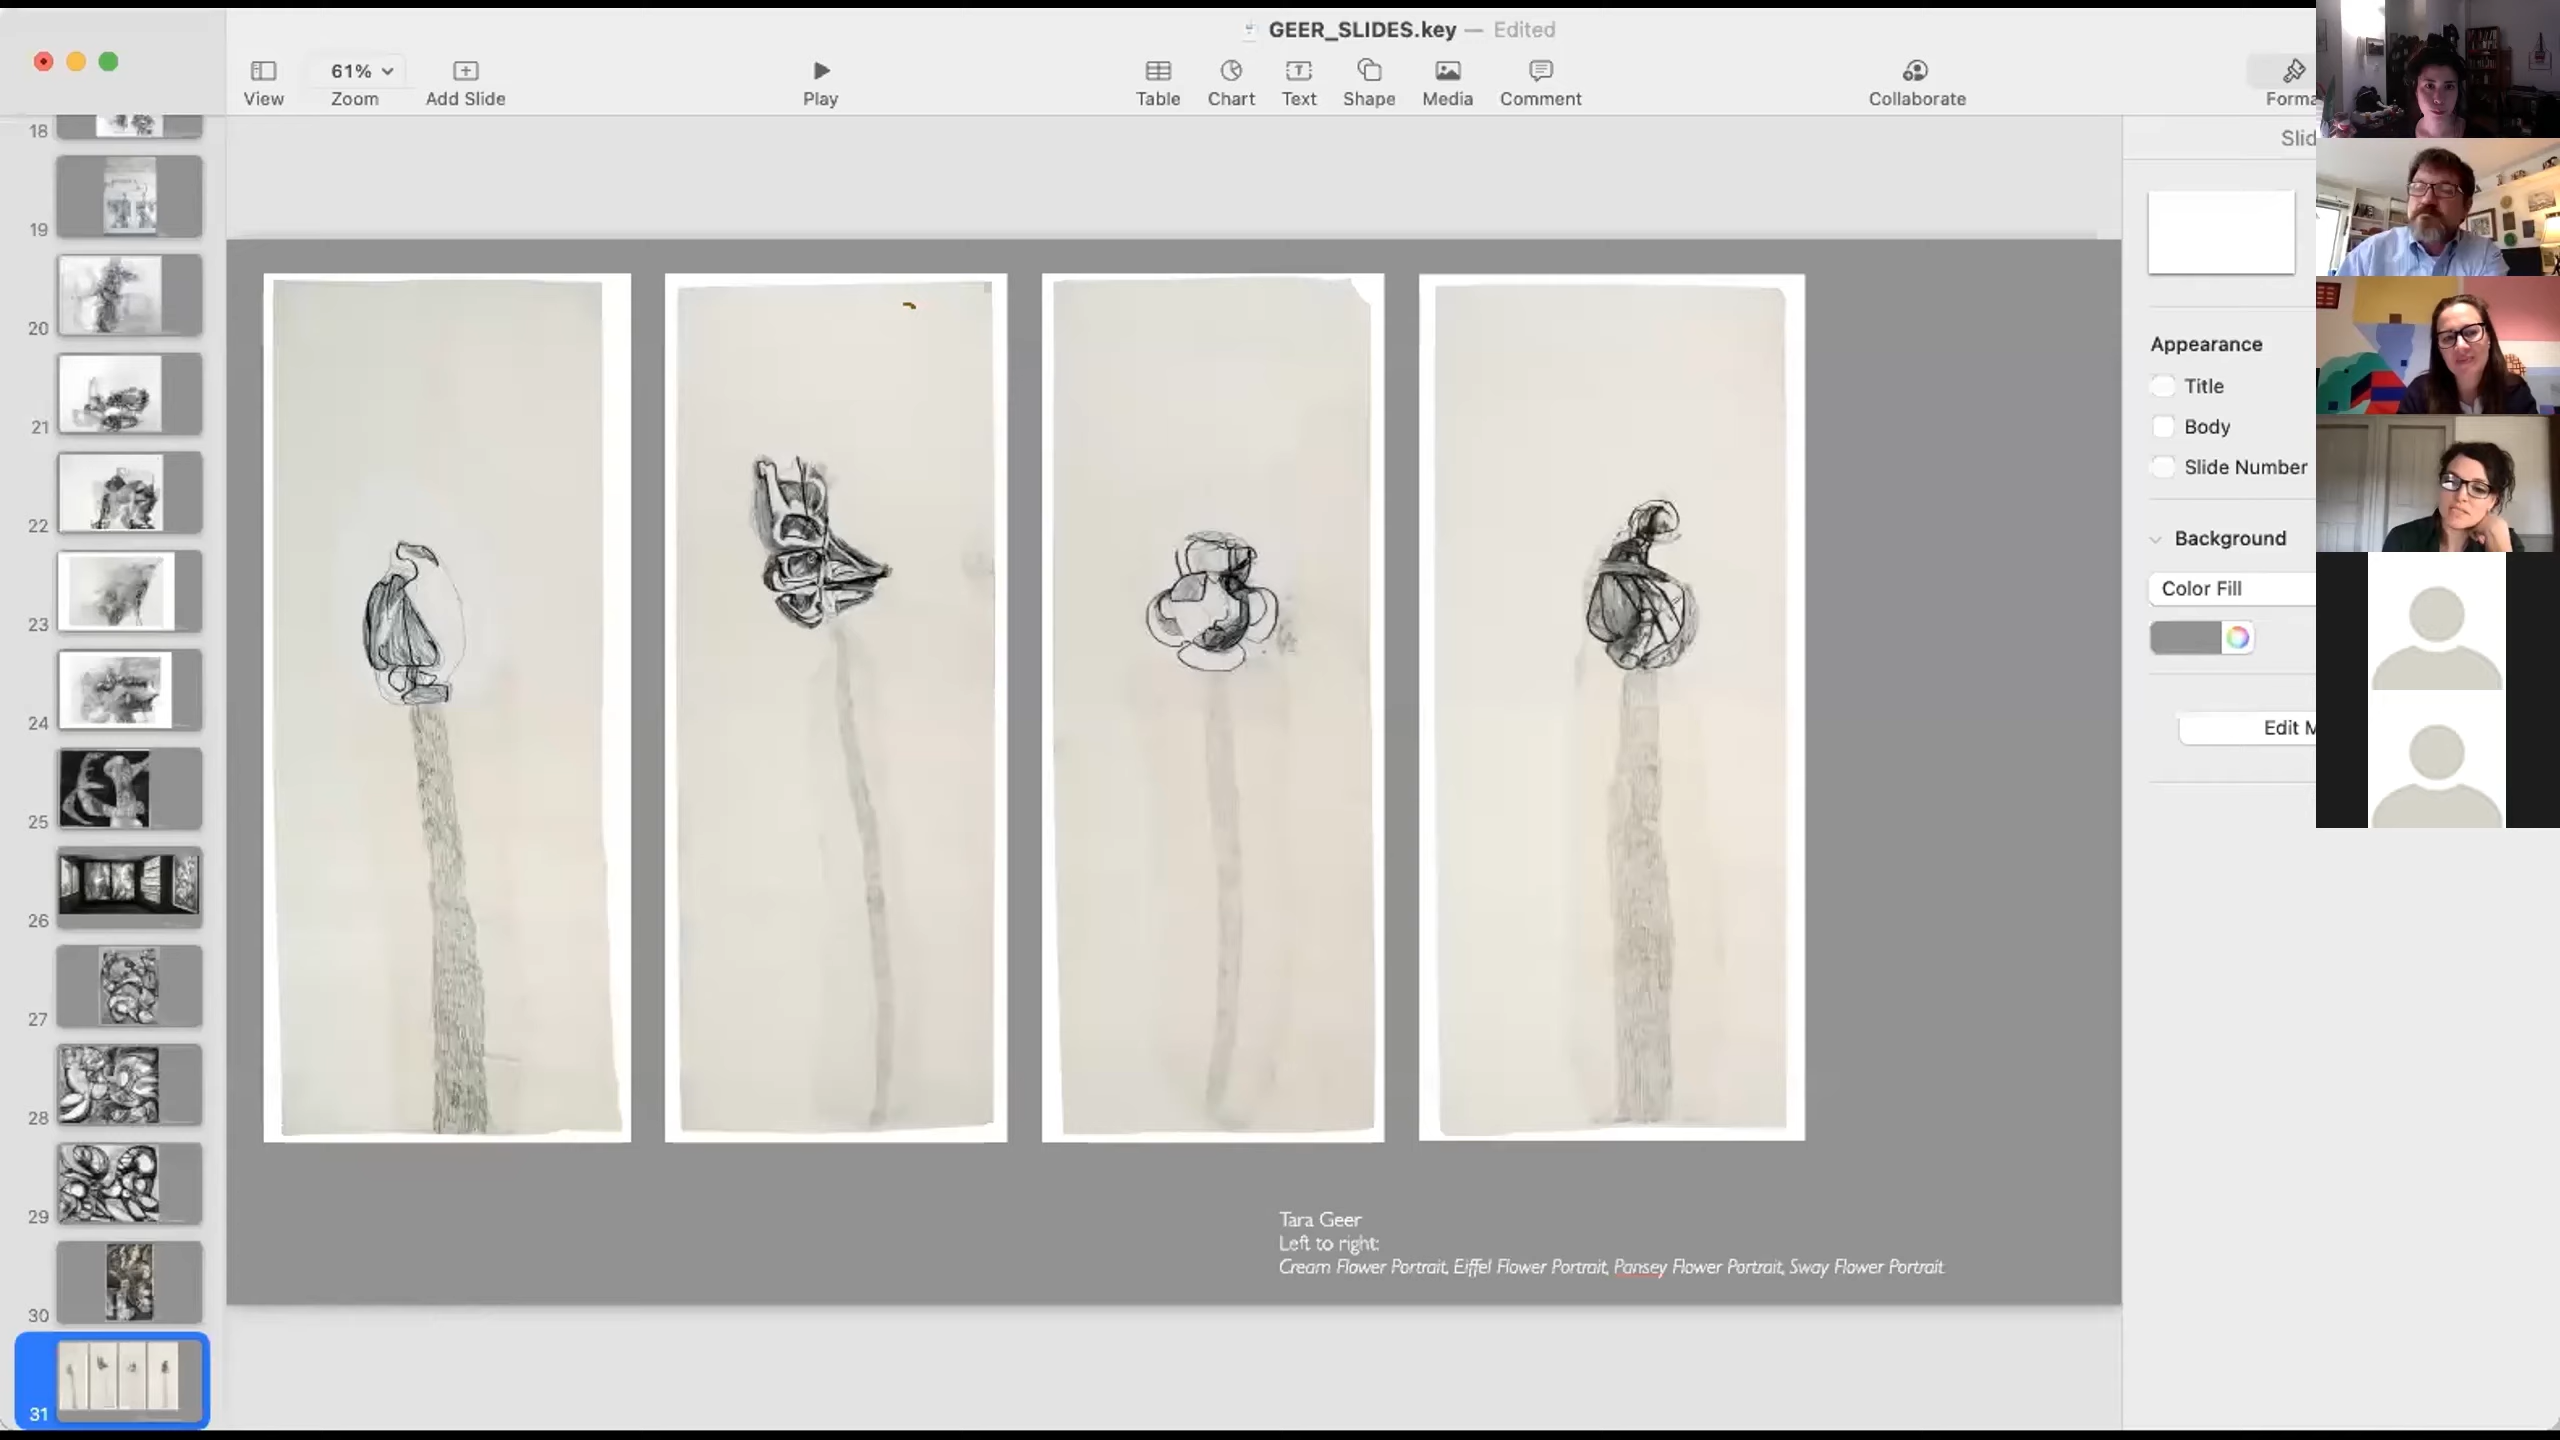 GEER_SLIDES.key — Edited
61%
View
Zoom
Add Slide
Play
Table
Chart
Text
Shape
Media
Comment
Collaborate
Forma
Slid
Appearance
Title
Body
Slide Number
Background
Color Fill
Edit M
18
19
20
21
22
23
24
25
26
27
28
29
30
31
Tara Geer
Left to right:
Cream Flower Portrait, Eiffel Flower Portrait, Pansey Flower Portrait, Sway Flower Portrait